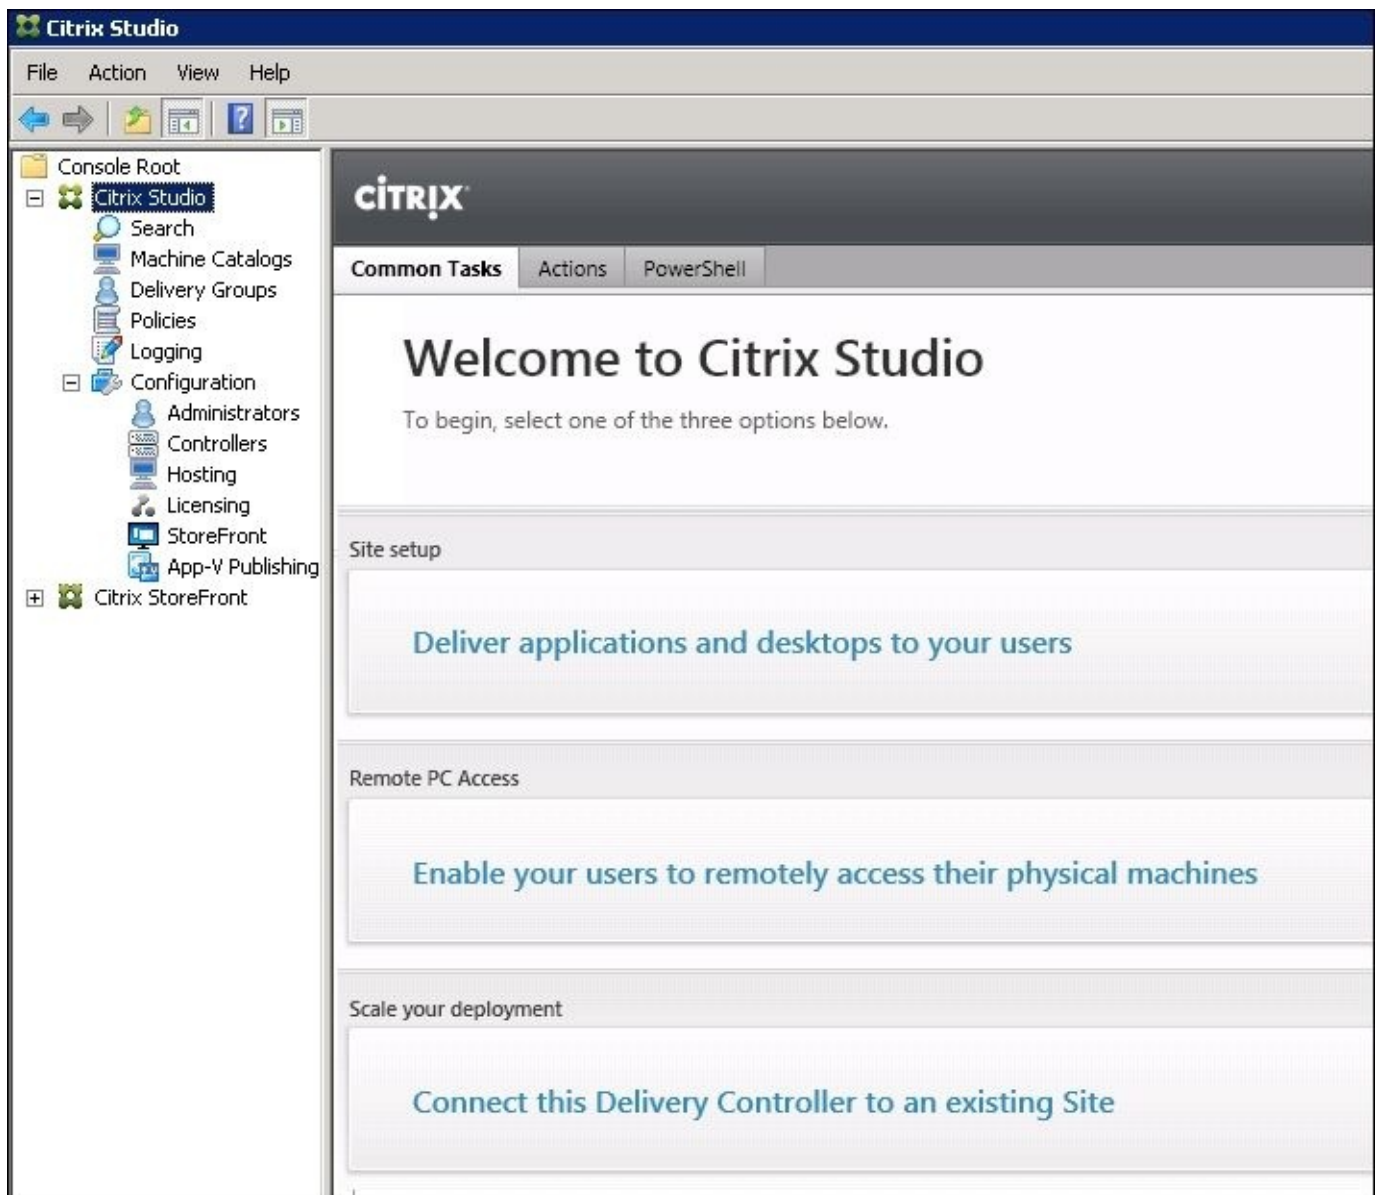 Citrix Studio
File Action View Help
Console Root
Citrix Studio
Search
Machine Catalogs
Delivery Groups
Policies
Logging
Configuration
Administrators
Controllers
Hosting
Licensing
StoreFront
App-V Publishing
Citrix StoreFront
CİTRIX
Common Tasks Actions PowerShell
Welcome to Citrix Studio
To begin, select one of the three options below.
Site setup
Deliver applications and desktops to your users
Remote PC Access
Enable your users to remotely access their physical machines
Scale your deployment
Connect this Delivery Controller to an existing Site